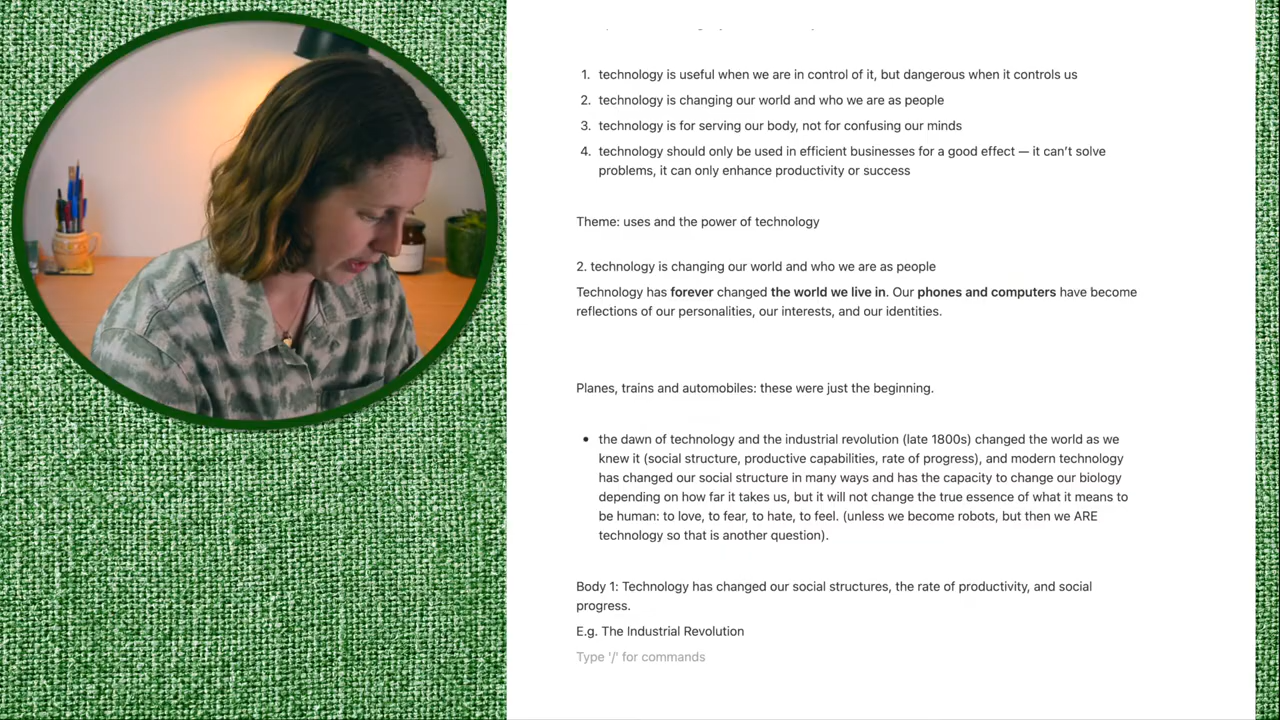 1. technology is useful when we are in control of it, but dangerous when it controls us
2. technology is changing our world and who we are as people
3. technology is for serving our body, not for confusing our minds
4. technology should only be used in efficient businesses for a good effect — it can't solve
problems, it can only enhance productivity or success
Theme: uses and the power of technology
2. technology is changing our world and who we are as people
Technology has forever changed the world we live in. Our phones and computers have become
reflections of our personalities, our interests, and our identities.
Planes, trains and automobiles: these were just the beginning.
• the dawn of technology and the industrial revolution (late 1800s) changed the world as we
knew it (social structure, productive capabilities, rate of progress), and modern technology
has changed our social structure in many ways and has the capacity to change our biology
depending on how far it takes us, but it will not change the true essence of what it means to
be human: to love, to fear, to hate, to feel. (unless we become robots, but then we ARE
technology so that is another question).
Body 1: Technology has changed our social structures, the rate of productivity, and social
progress.
E.g. The Industrial Revolution
Type '/' for commands